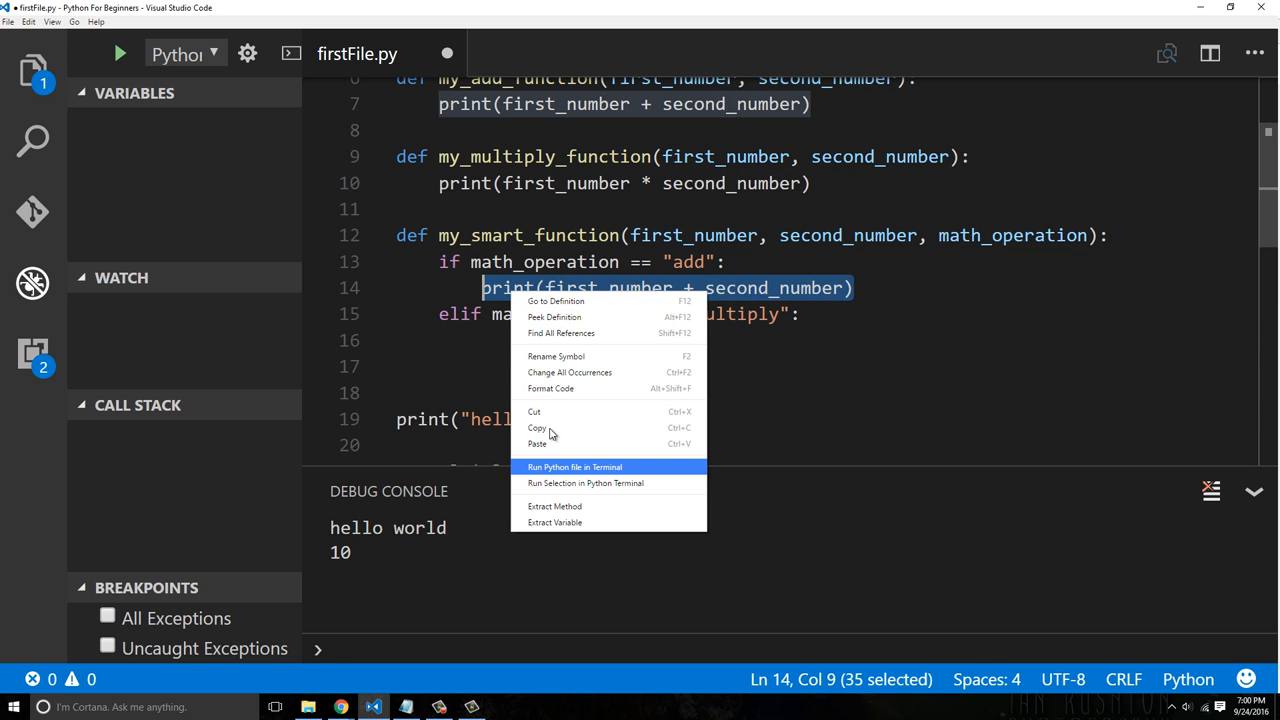 • firstFile.py - Python For Beginners - Visual Studio Code
File Edit View Go Help
Python
firstFile.py
1
VARIABLES
WATCH
2
CALL STACK
BREAKPOINTS
All Exceptions
Uncaught Exceptions
6 def my_add_function(first_number, second_number):
7 print(first_number + second_number)
8
9 def my_multiply_function(first_number, second_number):
10 print(first_number * second_number)
11
12 def my_smart_function(first_number, second_number, math_operation):
13 if math_operation == "add":
14 print(first_number + second_number)
15 elif ma ultiply":
16
17
18
19 print("hell
20
Go to Definition F12
Peek Definition Alt+F12
Find All References Shift+F12
Rename Symbol F2
Change All Occurrences Ctrl+F2
Format Code Alt+Shift+F
Cut Ctrl+X
Copy Ctrl+C
Paste Ctrl+V
Run Python file in Terminal
Run Selection in Python Terminal
Extract Method
Extract Variable
DEBUG CONSOLE
hello world
10
0 0 Ln 14, Col 9 (35 selected) Spaces: 4 UTF-8 CRLF Python
I'm Cortana. Ask me anything.
7:00 PM
9/24/2016